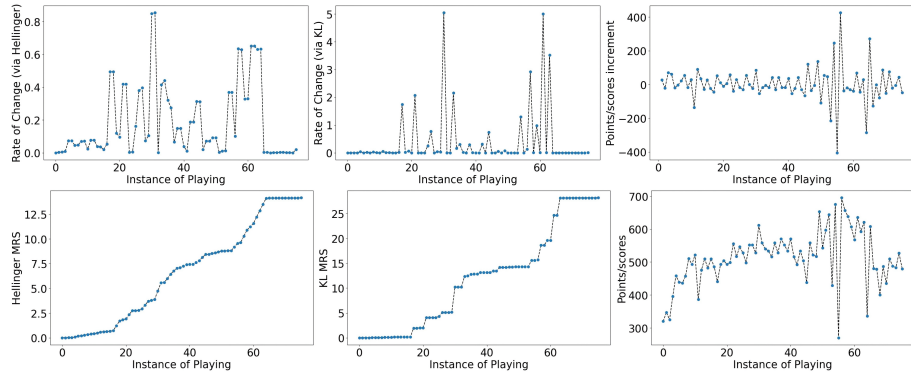 Rate of Change (via Hellinger)
0.8
0.6
0.4
0.2
0.0
0 20 40 60
Instance of Playing
Rate of Change (via KL)
5
4
3
2
1
0
0 20 40 60
Instance of Playing
Points/scores increment
400
200
0
−200
−400
0 20 40 60
Instance of Playing
Hellinger MRS
12.5
10.0
7.5
5.0
2.5
0.0
0 20 40 60
Instance of Playing
KL MRS
25
20
15
10
5
0
0 20 40 60
Instance of Playing
Points/scores
700
600
500
400
300
0 20 40 60
Instance of Playing